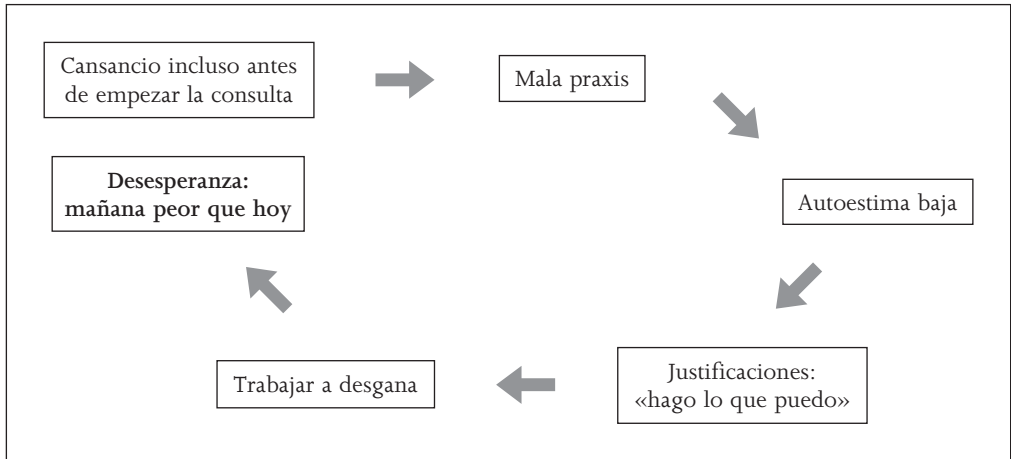 Cansancio incluso antes
de empezar la consulta
Mala praxis
Autoestima baja
Justificaciones:
«hago lo que puedo»
Trabajar a desgana
Desesperanza:
mañana peor que hoy